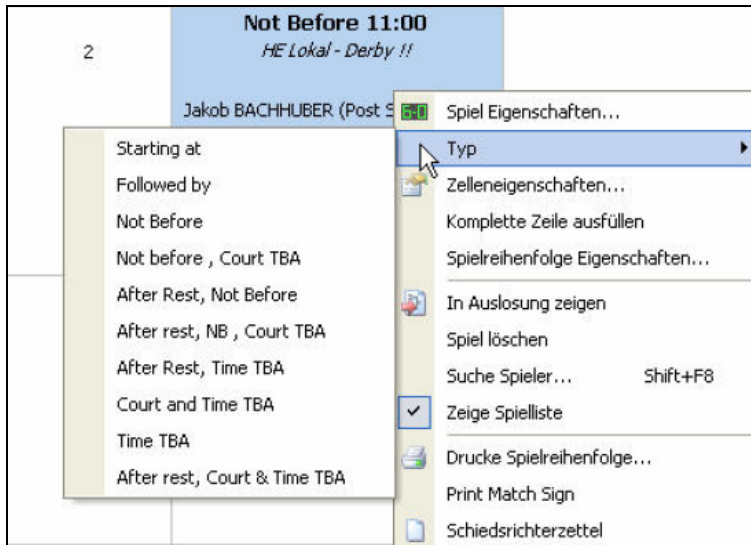 Not Before 11:00
2
HE Lokal - Derby !!
Jakob BACHHUBER (Post
Starting at
Followed by
Not Before
Not before , Court TBA
After Rest, Not Before
After rest, NB , Court TBA
After Rest, Time TBA
Court and Time TBA
Time TBA
After rest, Court & Time TBA
6-0 Spiel Eigenschaften...
Typ
Zelleneigenschaften...
Komplette Zeile ausfüllen
Spielreihenfolge Eigenschaften...
In Auslosung zeigen
Spiel löschen
Suche Spieler... Shift+F8
Zeige Spielliste
Drucke Spielreihenfolge...
Print Match Sign
Schiedsrichterzettel